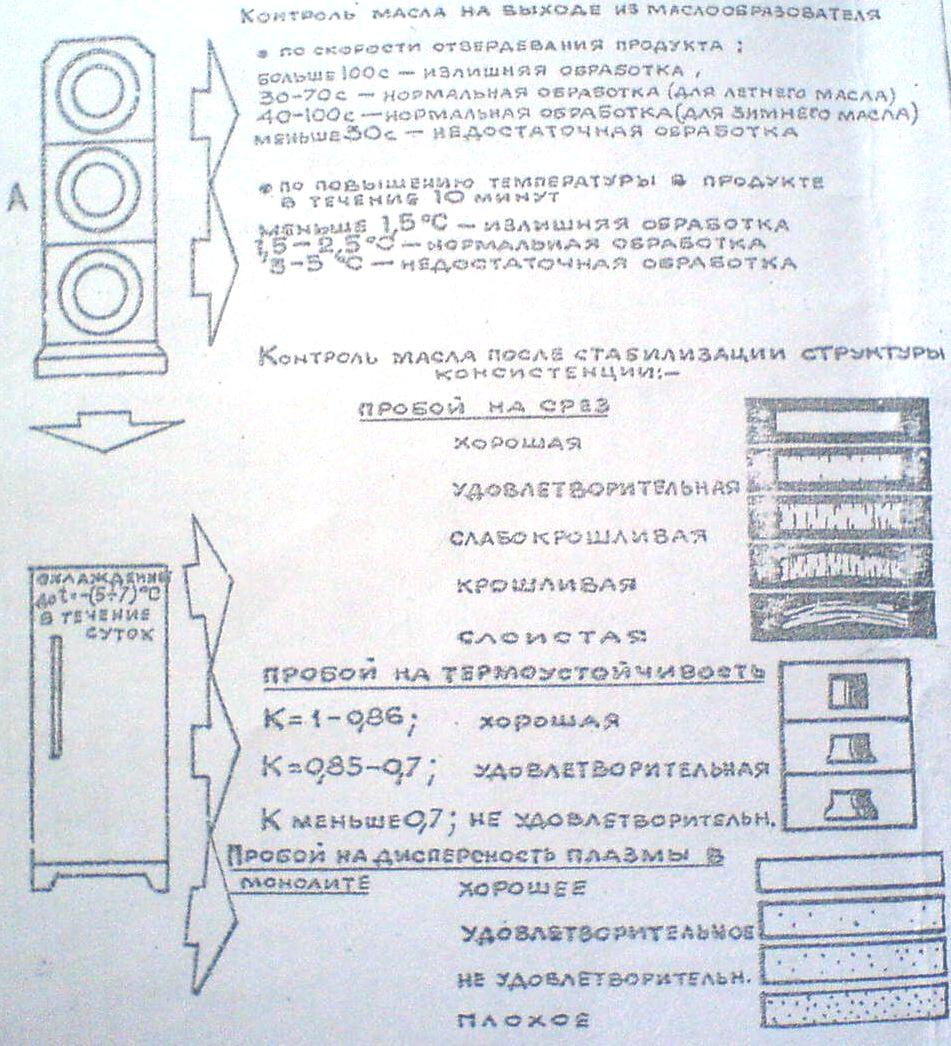 Контроль масла на выходе из маслообразователя
• по скорости отвердевания продукта :
больше 100с — излишняя обработка,
30-70с — нормальная обработка (для летнего масла)
40-100с — нормальная обработка (для зимнего масла)
меньше 30с — недостаточная обработка
А
• по повышению температуры в продукте
в течение 10 минут
меньше 1,5 °С — излишняя обработка
1,5 — 2,5 °С — нормальная обработка
3-5 °С — недостаточная обработка
Контроль масла после стабилизации структуры
консистенции:-
пробой на срез
хорошая
удовлетворительная
слабокрошливая
крошливая
слоистая
охлаждение
до t=-(5÷7)°С
в течение
суток
пробой на термоустойчивость
К=1-0,86; хорошая
К=0,85-0,7; удовлетворительная
К меньше 0,7; не удовлетворительн.
Пробой на дисперсность плазмы в
монолите
хорошее
удовлетворительное
не удовлетворительн.
плохое